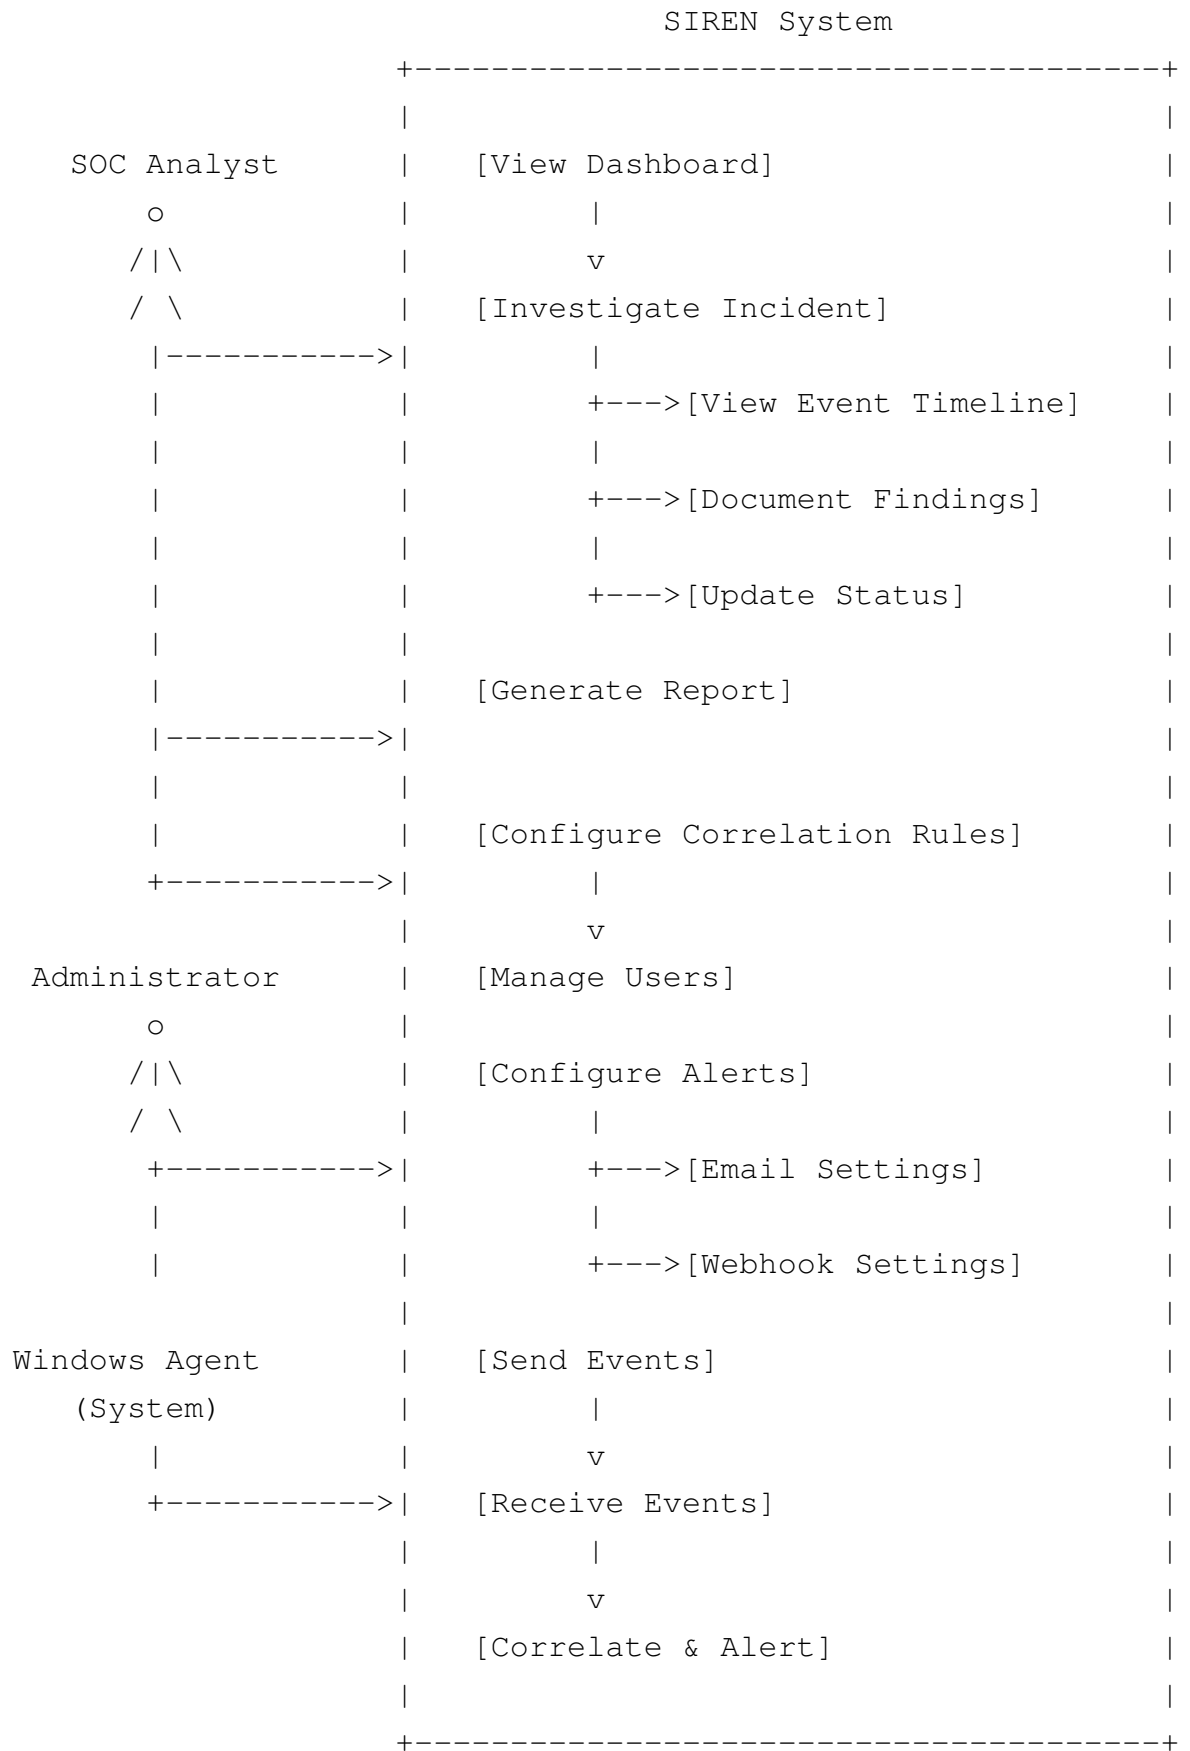 SIREN System
SOC Analyst [View Dashboard]
[Investigate Incident]
[View Event Timeline]
[Document Findings]
[Update Status]
[Generate Report]
[Configure Correlation Rules]
Administrator [Manage Users]
[Configure Alerts]
[Email Settings]
[Webhook Settings]
Windows Agent [Send Events]
(System)
[Receive Events]
[Correlate & Alert]